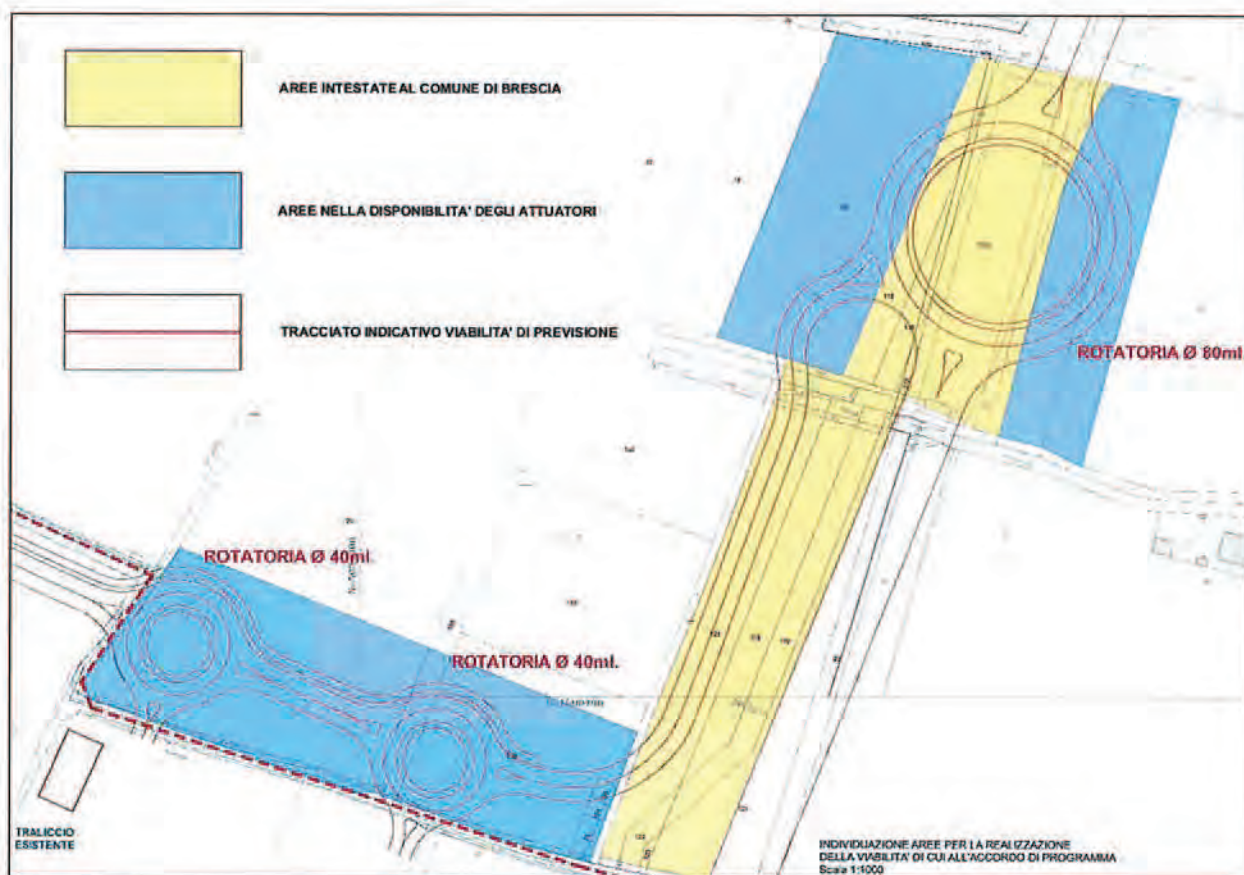 AREE INTESTATE AL COMUNE DI BRESCIA
AREE NELLA DISPONIBILITA' DEGLI ATTUATORI
TRACCIATO INDICATIVO VIABILITA' DI PREVISIONE
ROTATORIA Ø 80ml
ROTATORIA Ø 40ml.
ROTATORIA Ø 40ml.
TRALICCIO
ESISTENTE
INDIVIDUAZIONE AREE PER LA REALIZZAZIONE
DELLA VIABILITA' DI CUI ALL'ACCORDO DI PROGRAMMA
Scala 1:1000